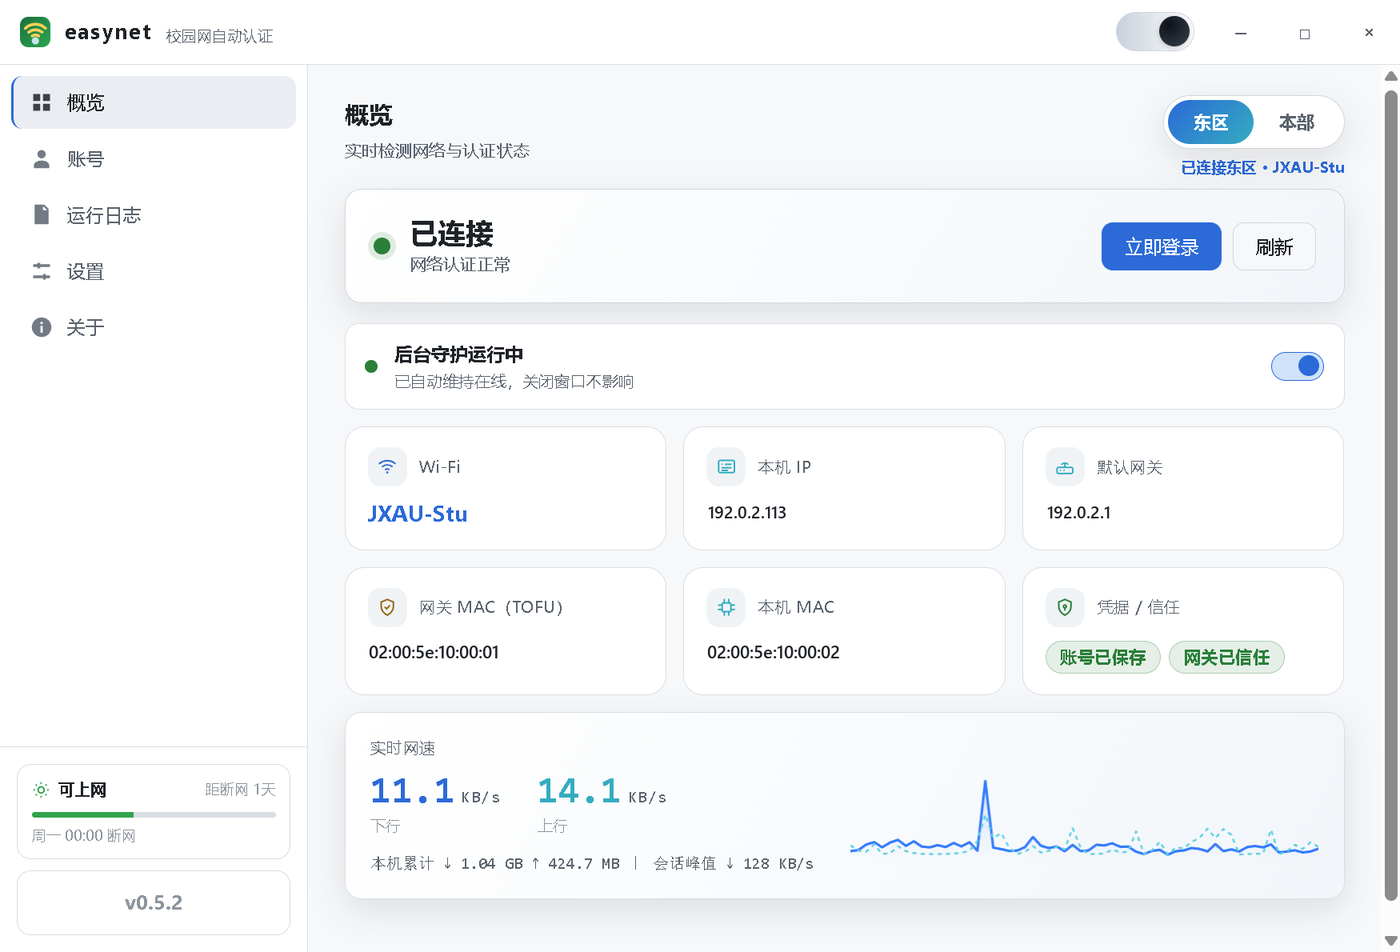 easynet 校园网自动认证
概览
账号
运行日志
设置
关于
可上网 距断网 1天
周一 00:00 断网
v0.5.2
概览
实时检测网络与认证状态
东区 本部
已连接东区 • JXAU-Stu
已连接
网络认证正常
立即登录 刷新
后台守护运行中
已自动维持在线，关闭窗口不影响
Wi-Fi
JXAU-Stu
本机 IP
192.0.2.113
默认网关
192.0.2.1
网关 MAC（TOFU）
02:00:5e:10:00:01
本机 MAC
02:00:5e:10:00:02
凭据 / 信任
账号已保存 网关已信任
实时网速
11.1 KB/s 14.1 KB/s
下行 上行
本机累计 ↓ 1.04 GB ↑ 424.7 MB | 会话峰值 ↓ 128 KB/s